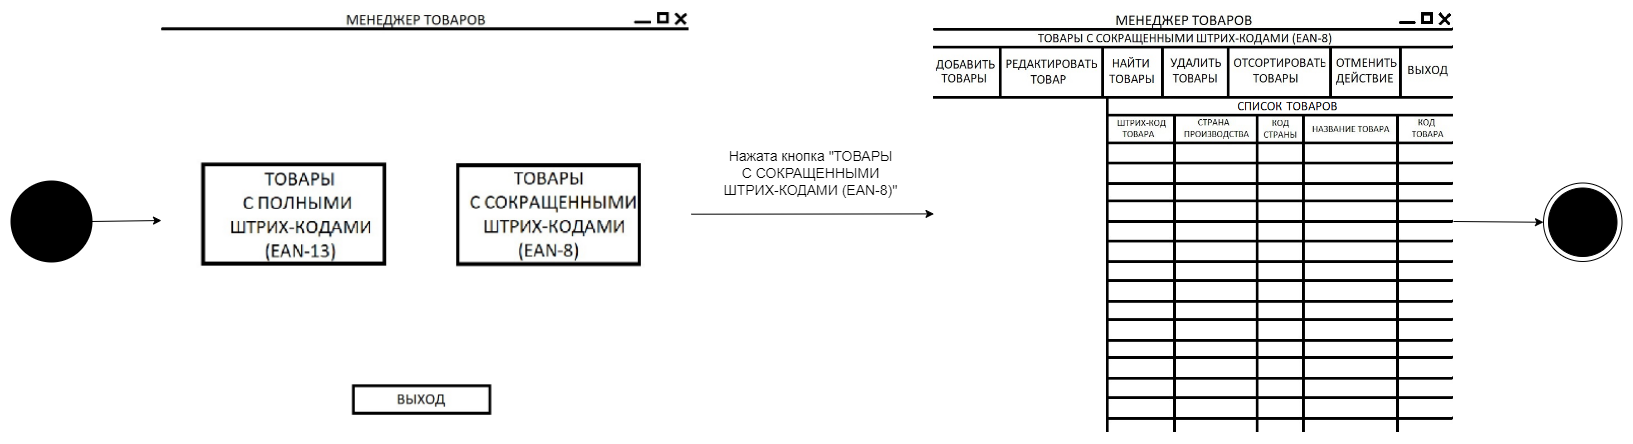 МЕНЕДЖЕР ТОВАРОВ
ТОВАРЫ
С ПОЛНЫМИ
ШТРИХ-КОДАМИ
(EAN-13)
ТОВАРЫ
С СОКРАЩЕННЫМИ
ШТРИХ-КОДАМИ
(EAN-8)
ВЫХОД
Нажата кнопка "ТОВАРЫ
С СОКРАЩЕННЫМИ
ШТРИХ-КОДАМИ (EAN-8)"
МЕНЕДЖЕР ТОВАРОВ
ТОВАРЫ С СОКРАЩЕННЫМИ ШТРИХ-КОДАМИ (EAN-8)
ДОБАВИТЬ
ТОВАРЫ
РЕДАКТИРОВАТЬ
ТОВАР
НАЙТИ
ТОВАРЫ
УДАЛИТЬ
ТОВАРЫ
ОТСОРТИРОВАТЬ
ТОВАРЫ
ОТМЕНИТЬ
ДЕЙСТВИЕ
ВЫХОД
СПИСОК ТОВАРОВ
ШТРИХ-КОД
ТОВАРА
СТРАНА
ПРОИЗВОДСТВА
КОД
СТРАНЫ
НАЗВАНИЕ ТОВАРА
КОД
ТОВАРА